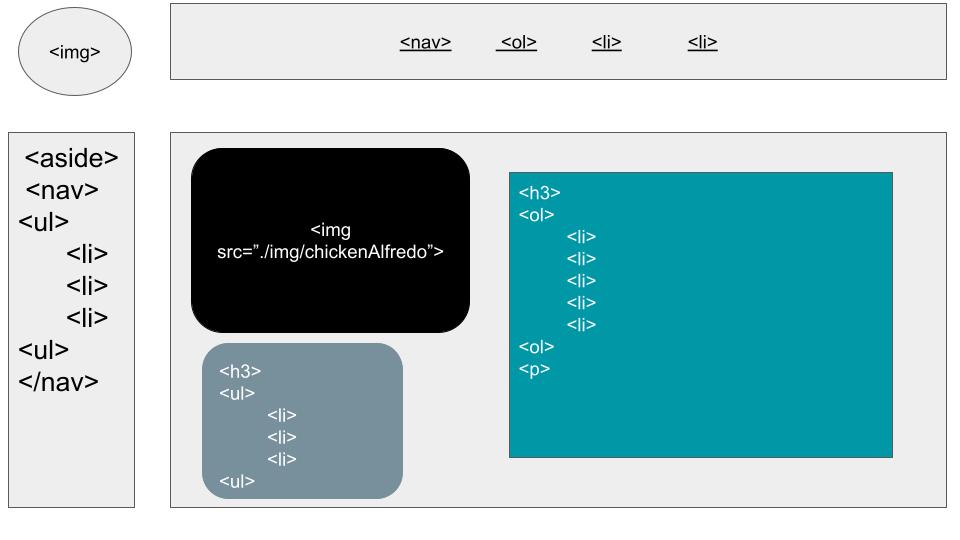 <img>
<nav> <ol> <li> <li>
<aside>
<nav>
<ul>
<li>
<li>
<li>
<ul>
</nav>
<img
src=”./img/chickenAlfredo”>
<h3>
<ul>
<li>
<li>
<li>
<ul>
<h3>
<ol>
<li>
<li>
<li>
<li>
<li>
<ol>
<p>